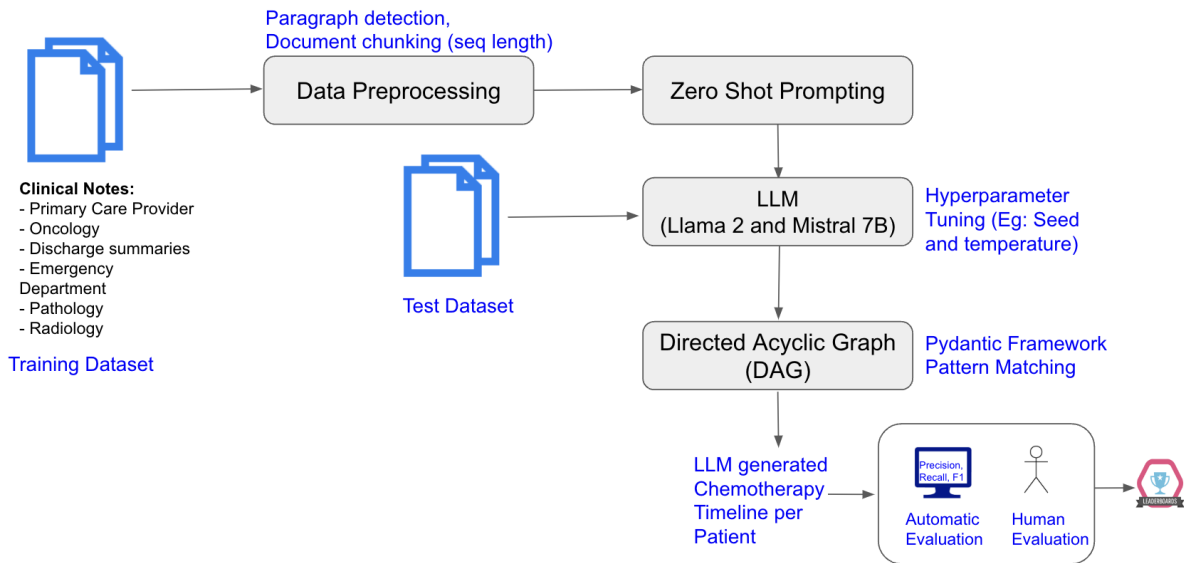 Paragraph detection,
Document chunking (seq length)
Data Preprocessing
Zero Shot Prompting
Clinical Notes:
- Primary Care Provider
- Oncology
- Discharge summaries
- Emergency
Department
- Pathology
- Radiology
Training Dataset
Test Dataset
LLM
(Llama 2 and Mistral 7B)
Hyperparameter
Tuning (Eg: Seed
and temperature)
Directed Acyclic Graph
(DAG)
Pydantic Framework
Pattern Matching
LLM generated
Chemotherapy
Timeline per
Patient
Precision,
Recall, F1
Automatic
Evaluation
Human
Evaluation
LEADERBOARDS